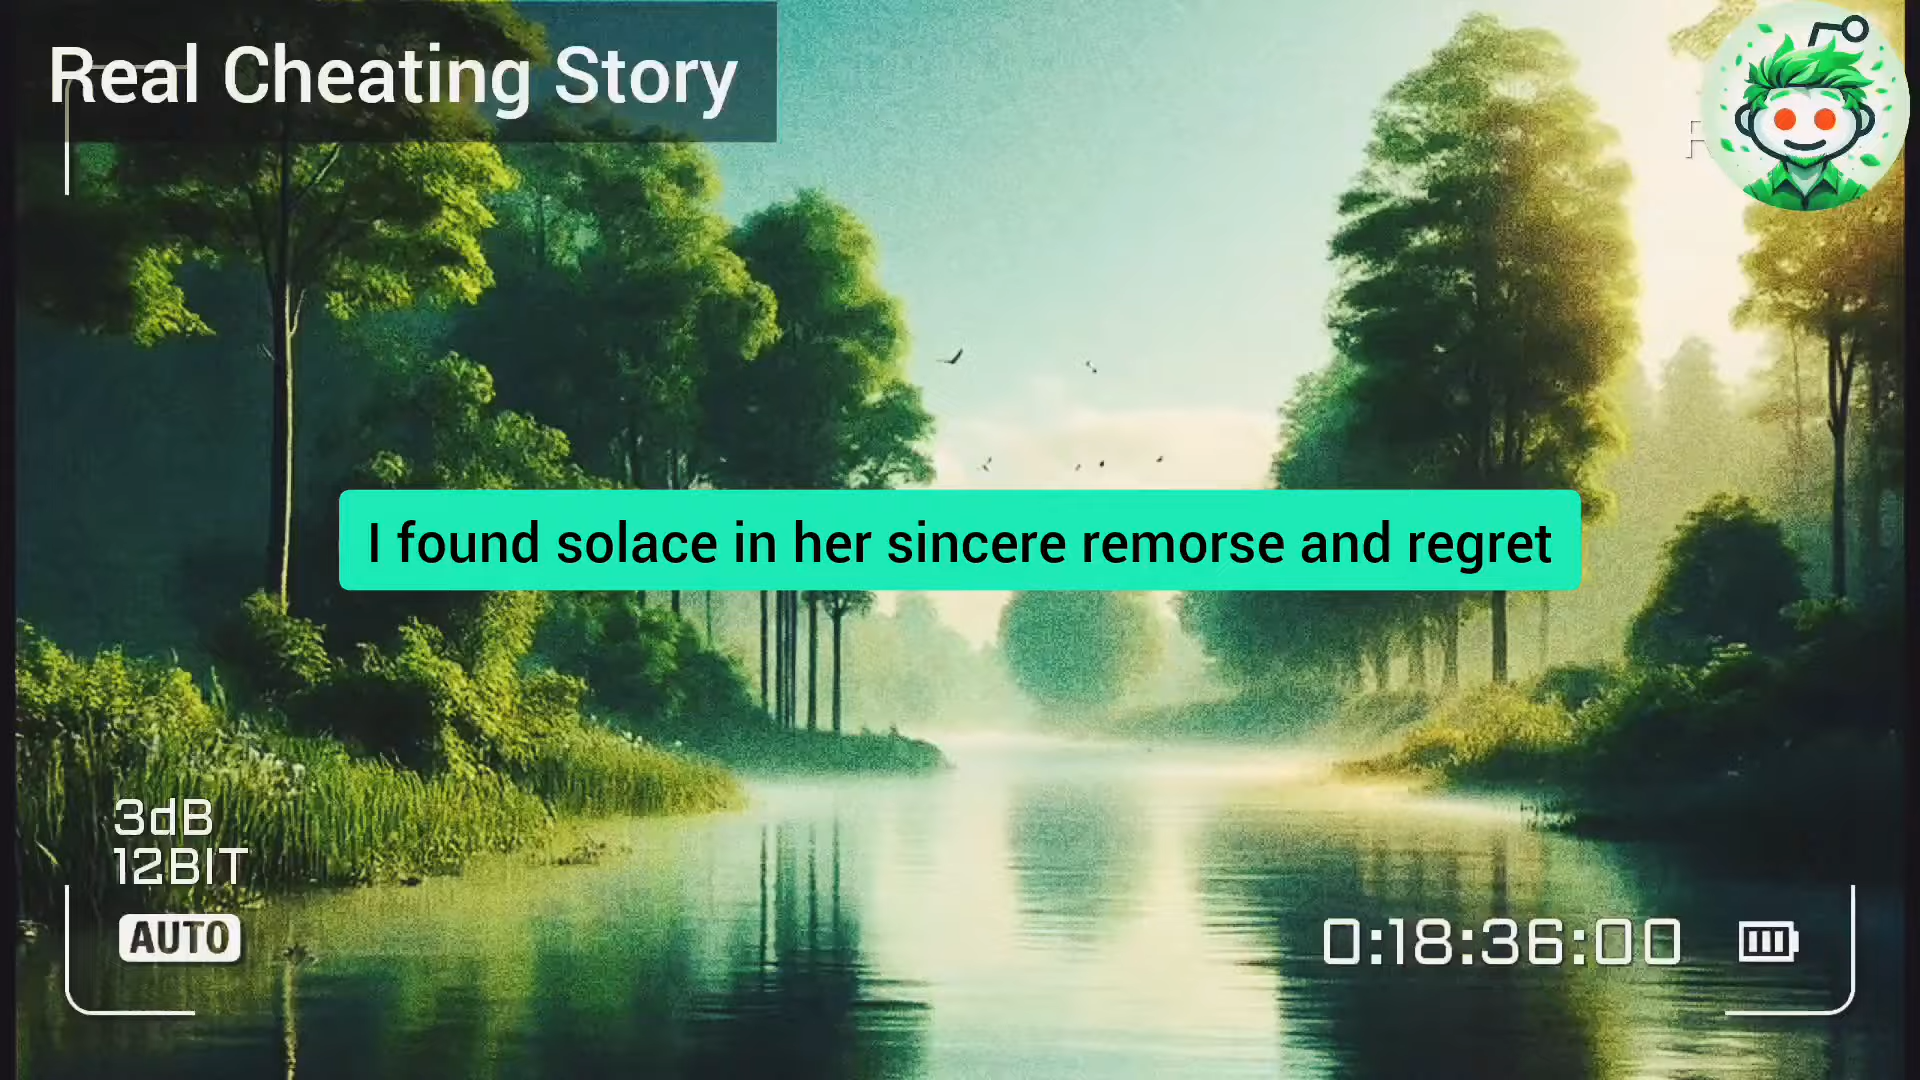 Real Cheating Story
I found solace in her sincere remorse and regret
3dB
12BIT
AUTO
0:18:36:00